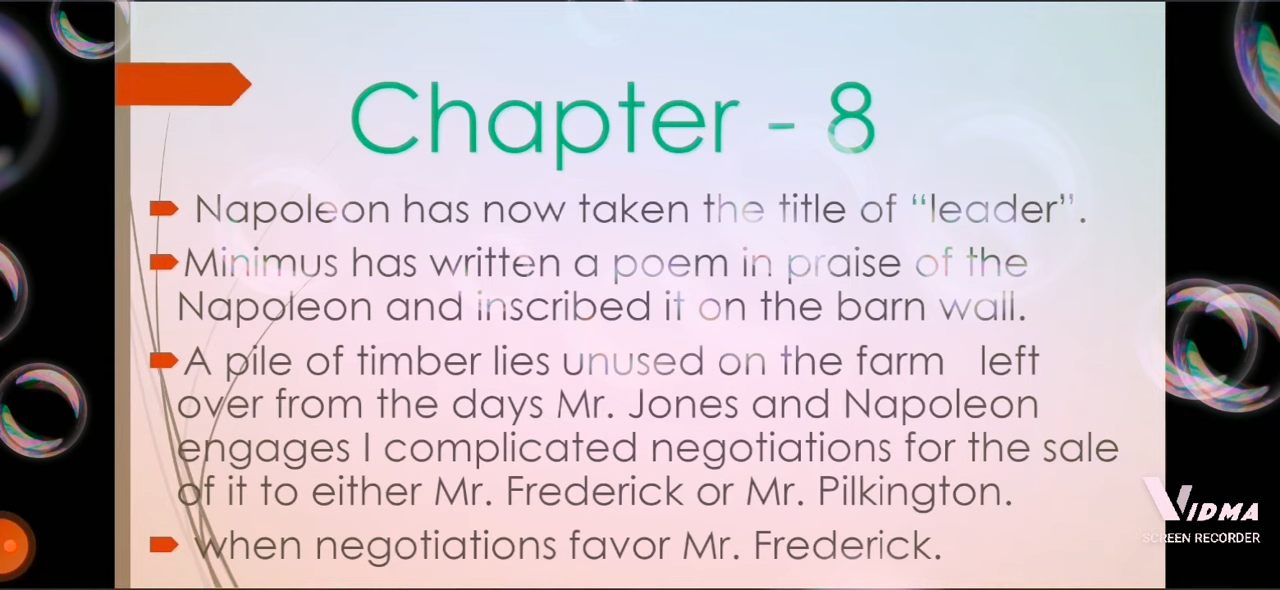 Chapter - 8
Napoleon has now taken the title of “leader”.
Minimus has written a poem in praise of the
Napoleon and inscribed it on the barn wall.
A pile of timber lies unused on the farm left
over from the days Mr. Jones and Napoleon
engages I complicated negotiations for the sale
of it to either Mr. Frederick or Mr. Pilkington.
when negotiations favor Mr. Frederick.
VIDMA
SCREEN RECORDER